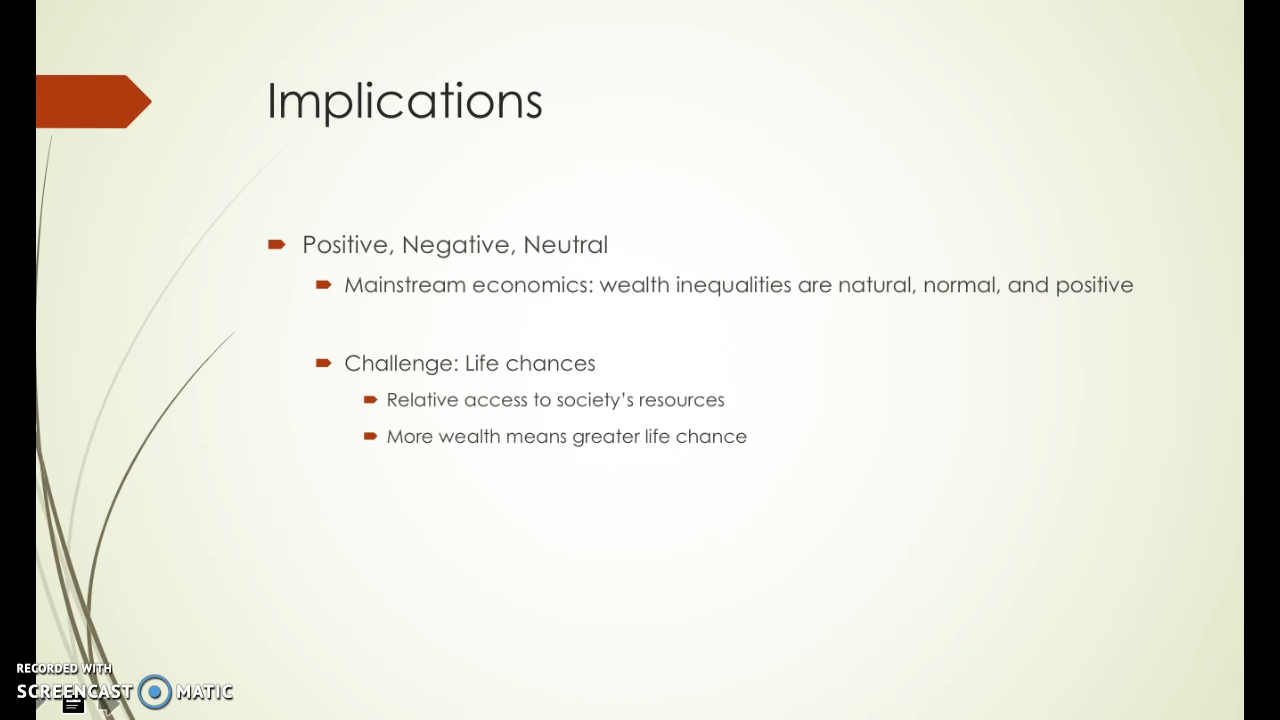 Implications
Positive, Negative, Neutral
Mainstream economics: wealth inequalities are natural, normal, and positive
Challenge: Life chances
Relative access to society’s resources
More wealth means greater life chance
RECORDED WITH
SCREENCAST MATIC